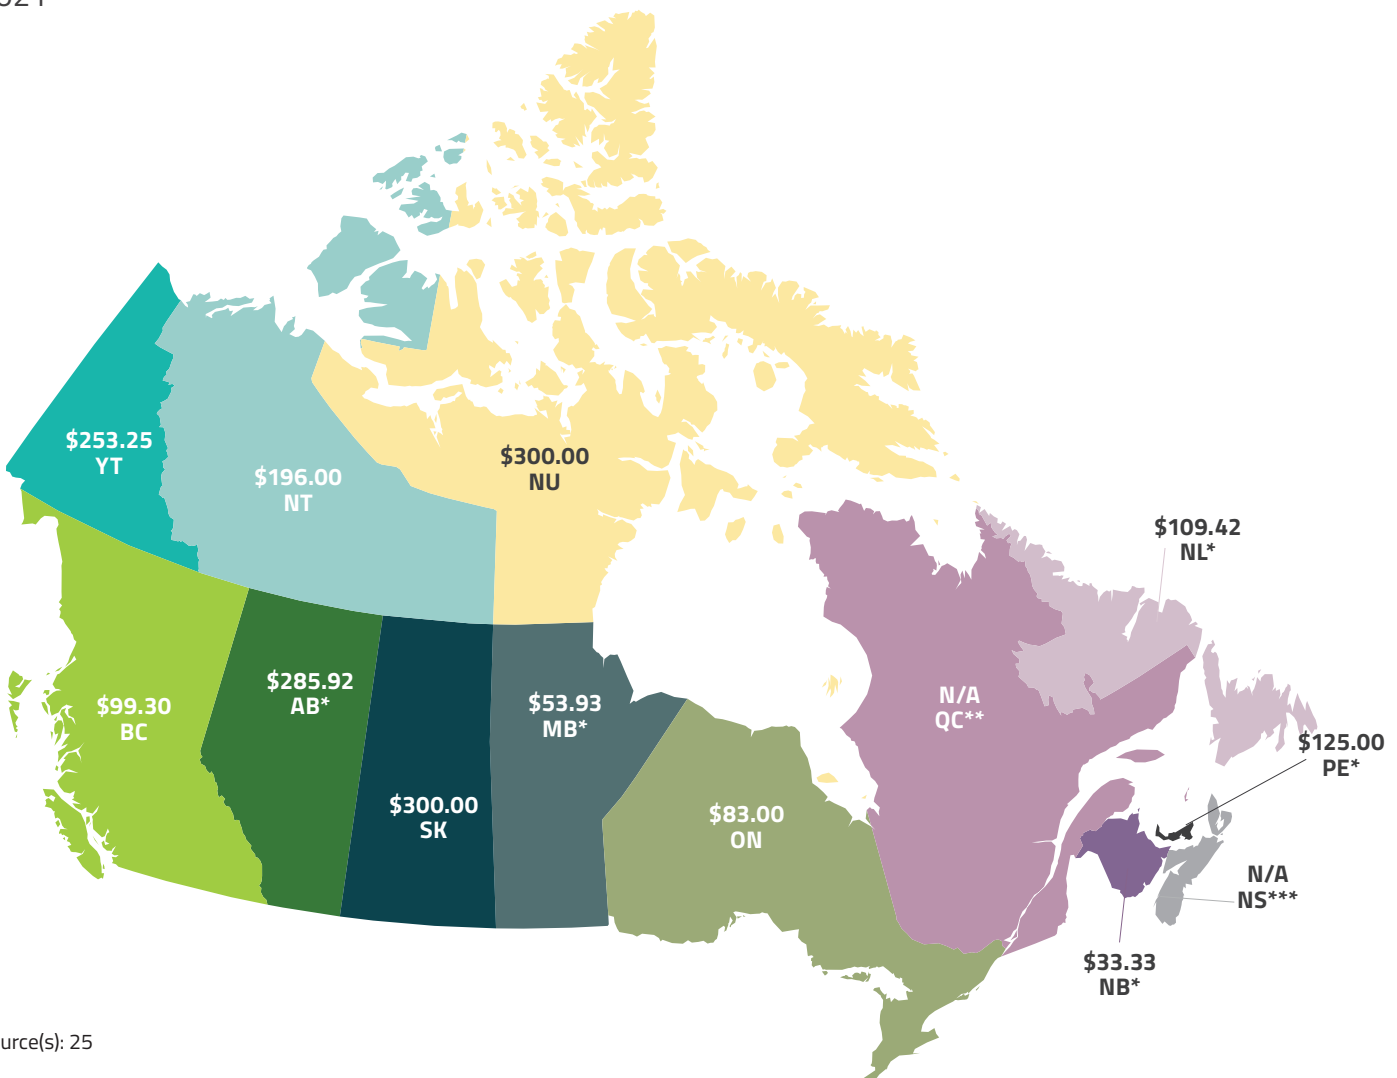 $253.25
YT
$196.00
NT
$300.00
NU
$109.42
NL*
$99.30
BC
$285.92
AB*
$53.93
MB*
N/A
QC**
$125.00
PE*
$300.00
SK
$83.00
ON
N/A
NS***
$33.33
NB*
urce(s): 25